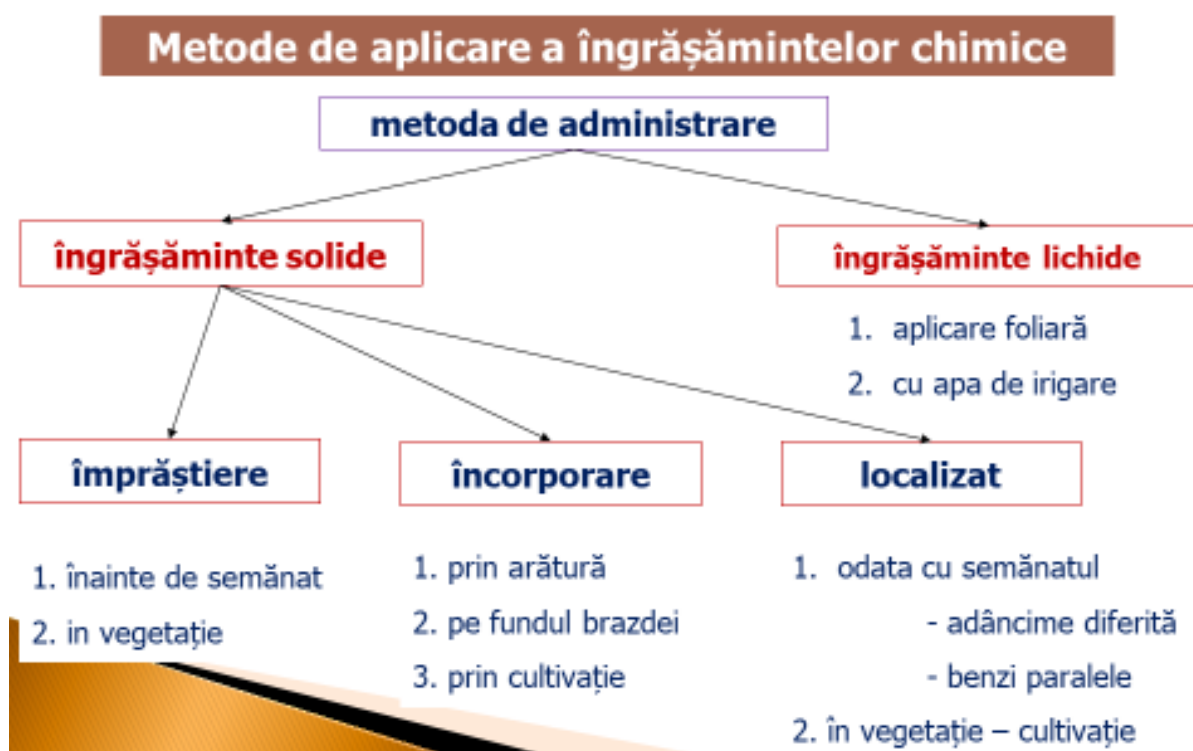 Metode de aplicare a îngrășămintelor chimice
metoda de administrare
îngrășăminte solide
îngrășăminte lichide
1. aplicare foliară
2. cu apa de irigare
împrăștiere
1. înainte de semănat
2. in vegetație
încorporare
1. prin arătură
2. pe fundul brazdei
3. prin cultivație
localizat
1. odata cu semănatul
- adâncime diferită
- benzi paralele
2. în vegetație – cultivație